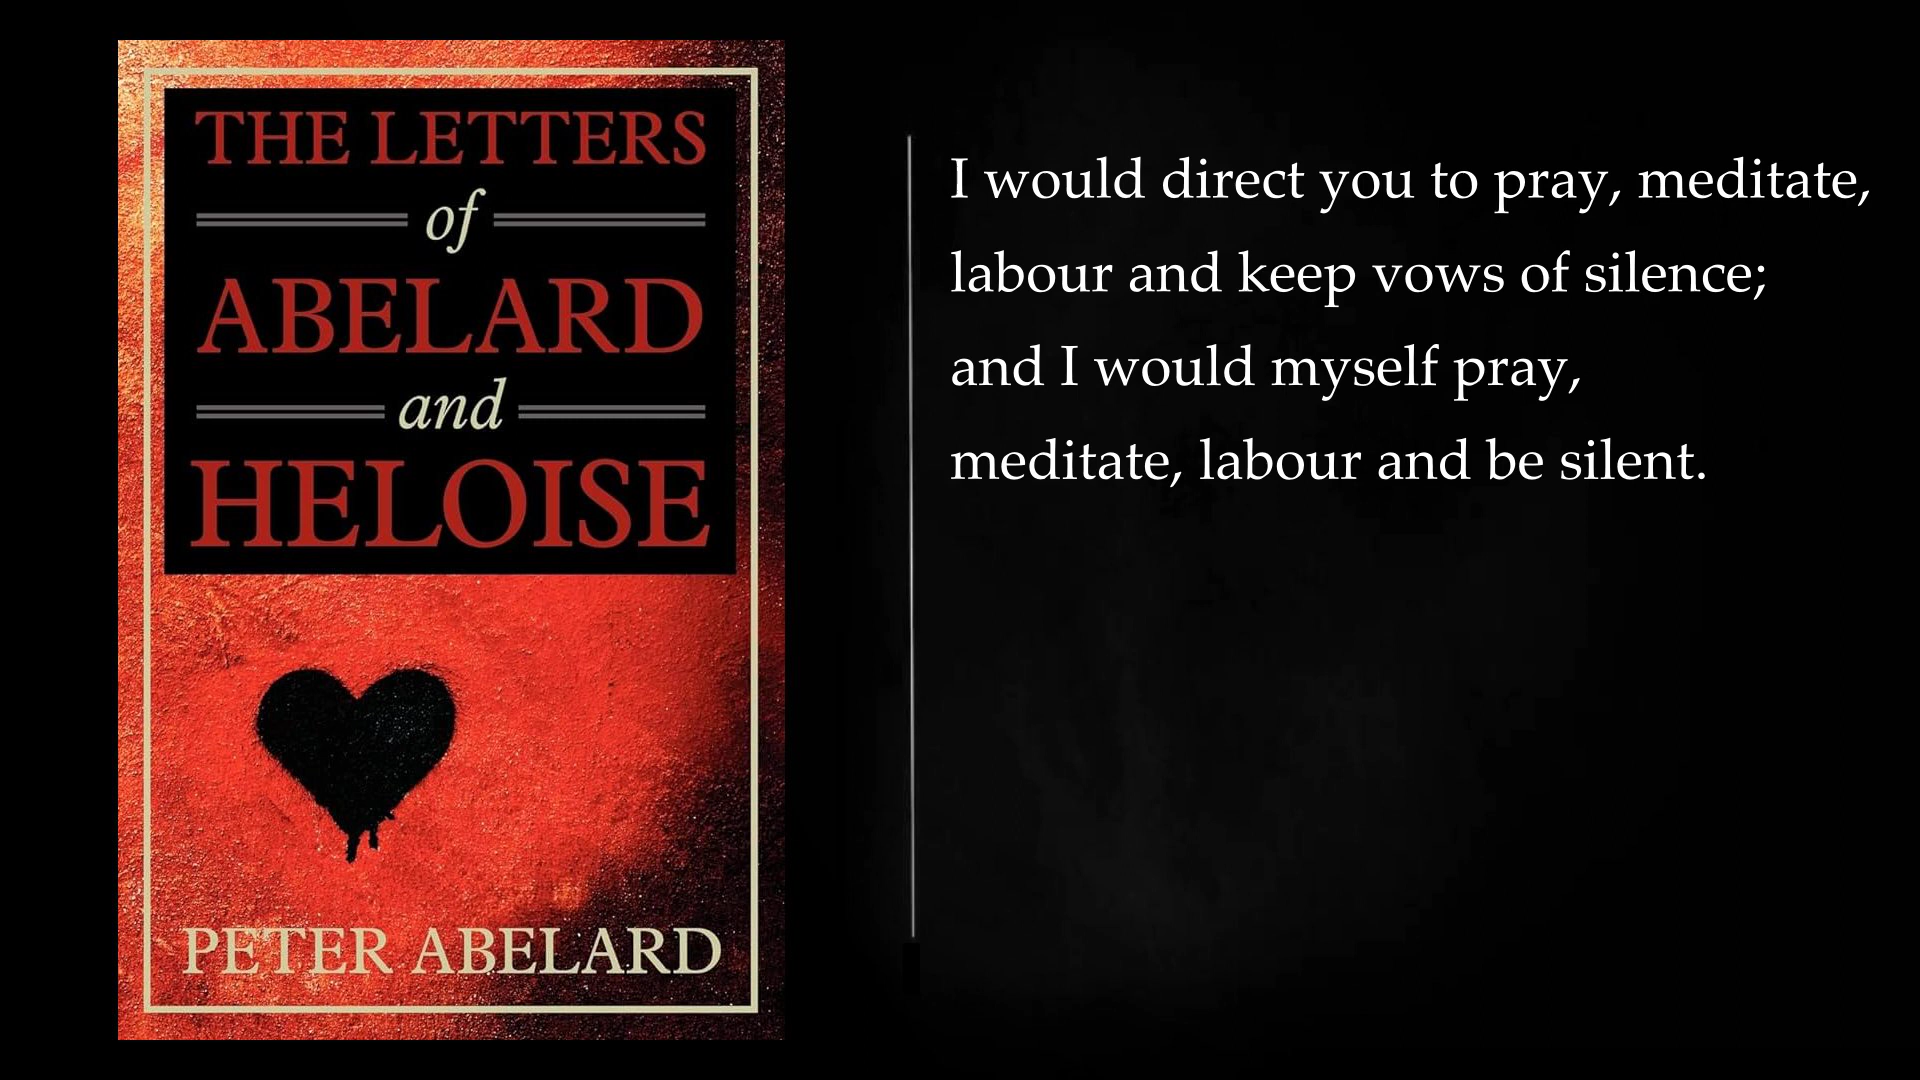 THE LETTERS
of
ABELARD
and
HELOISE
PETER ABELARD
I would direct you to pray, meditate,
labour and keep vows of silence;
and I would myself pray,
meditate, labour and be silent.